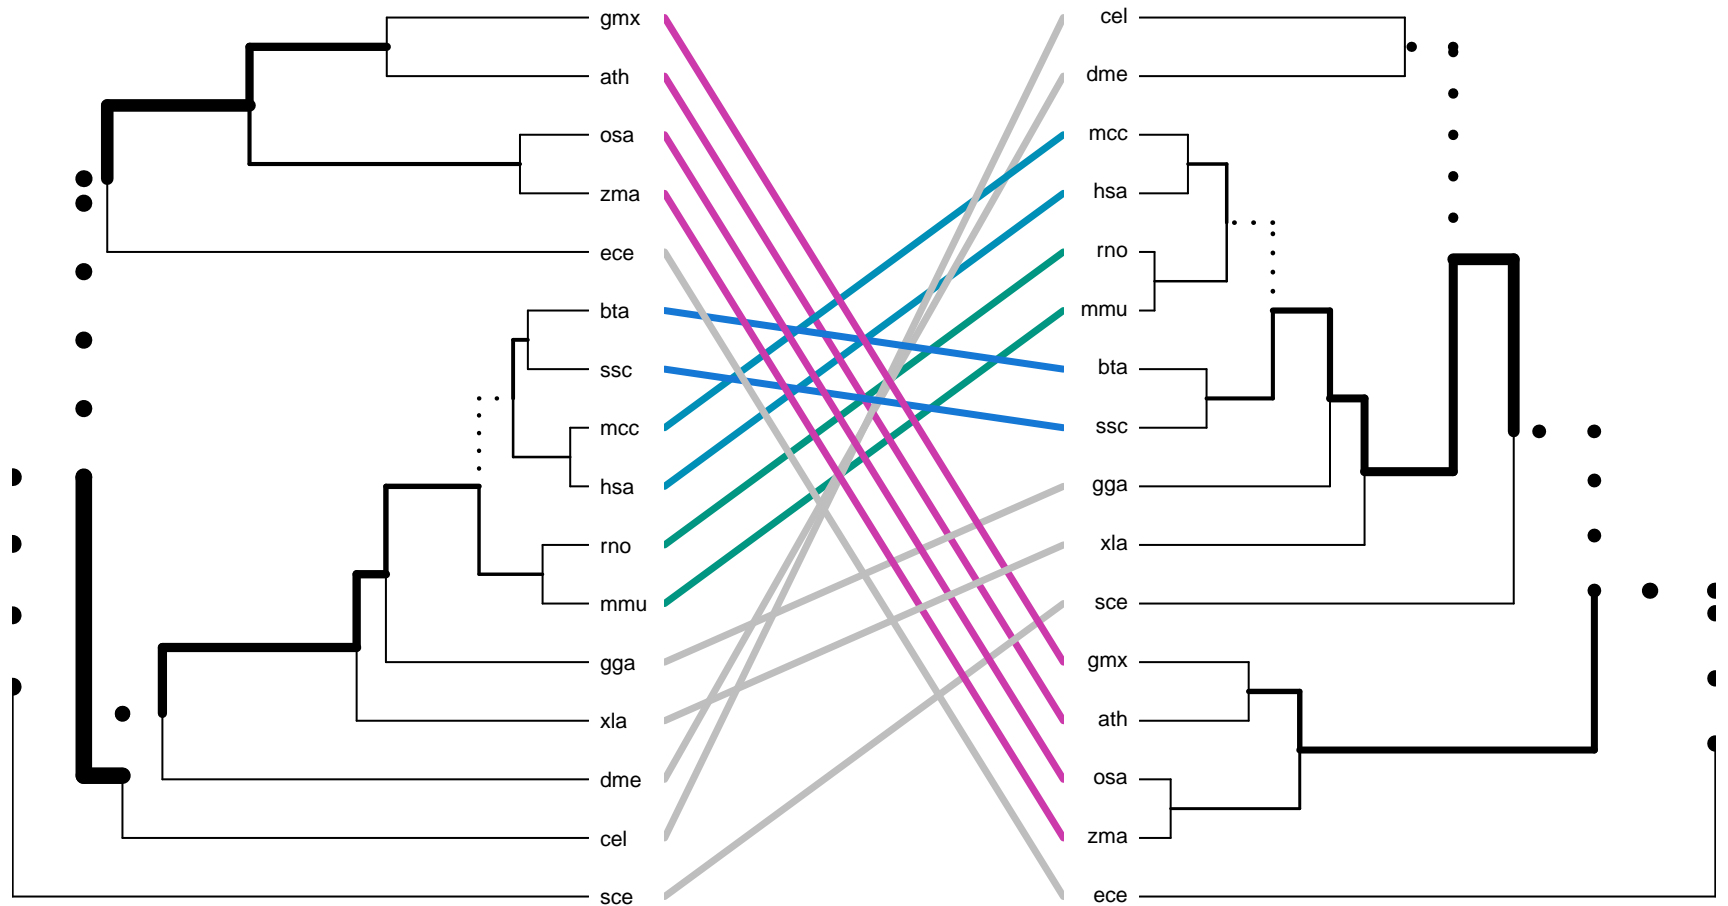 gmx
ath
osa
zma
ece
bta
ssc
mcc
hsa
rno
mmu
gga
xla
dme
cel
sce
cel
dme
mcc
hsa
rno
mmu
bta
ssc
gga
xla
sce
gmx
ath
osa
zma
ece